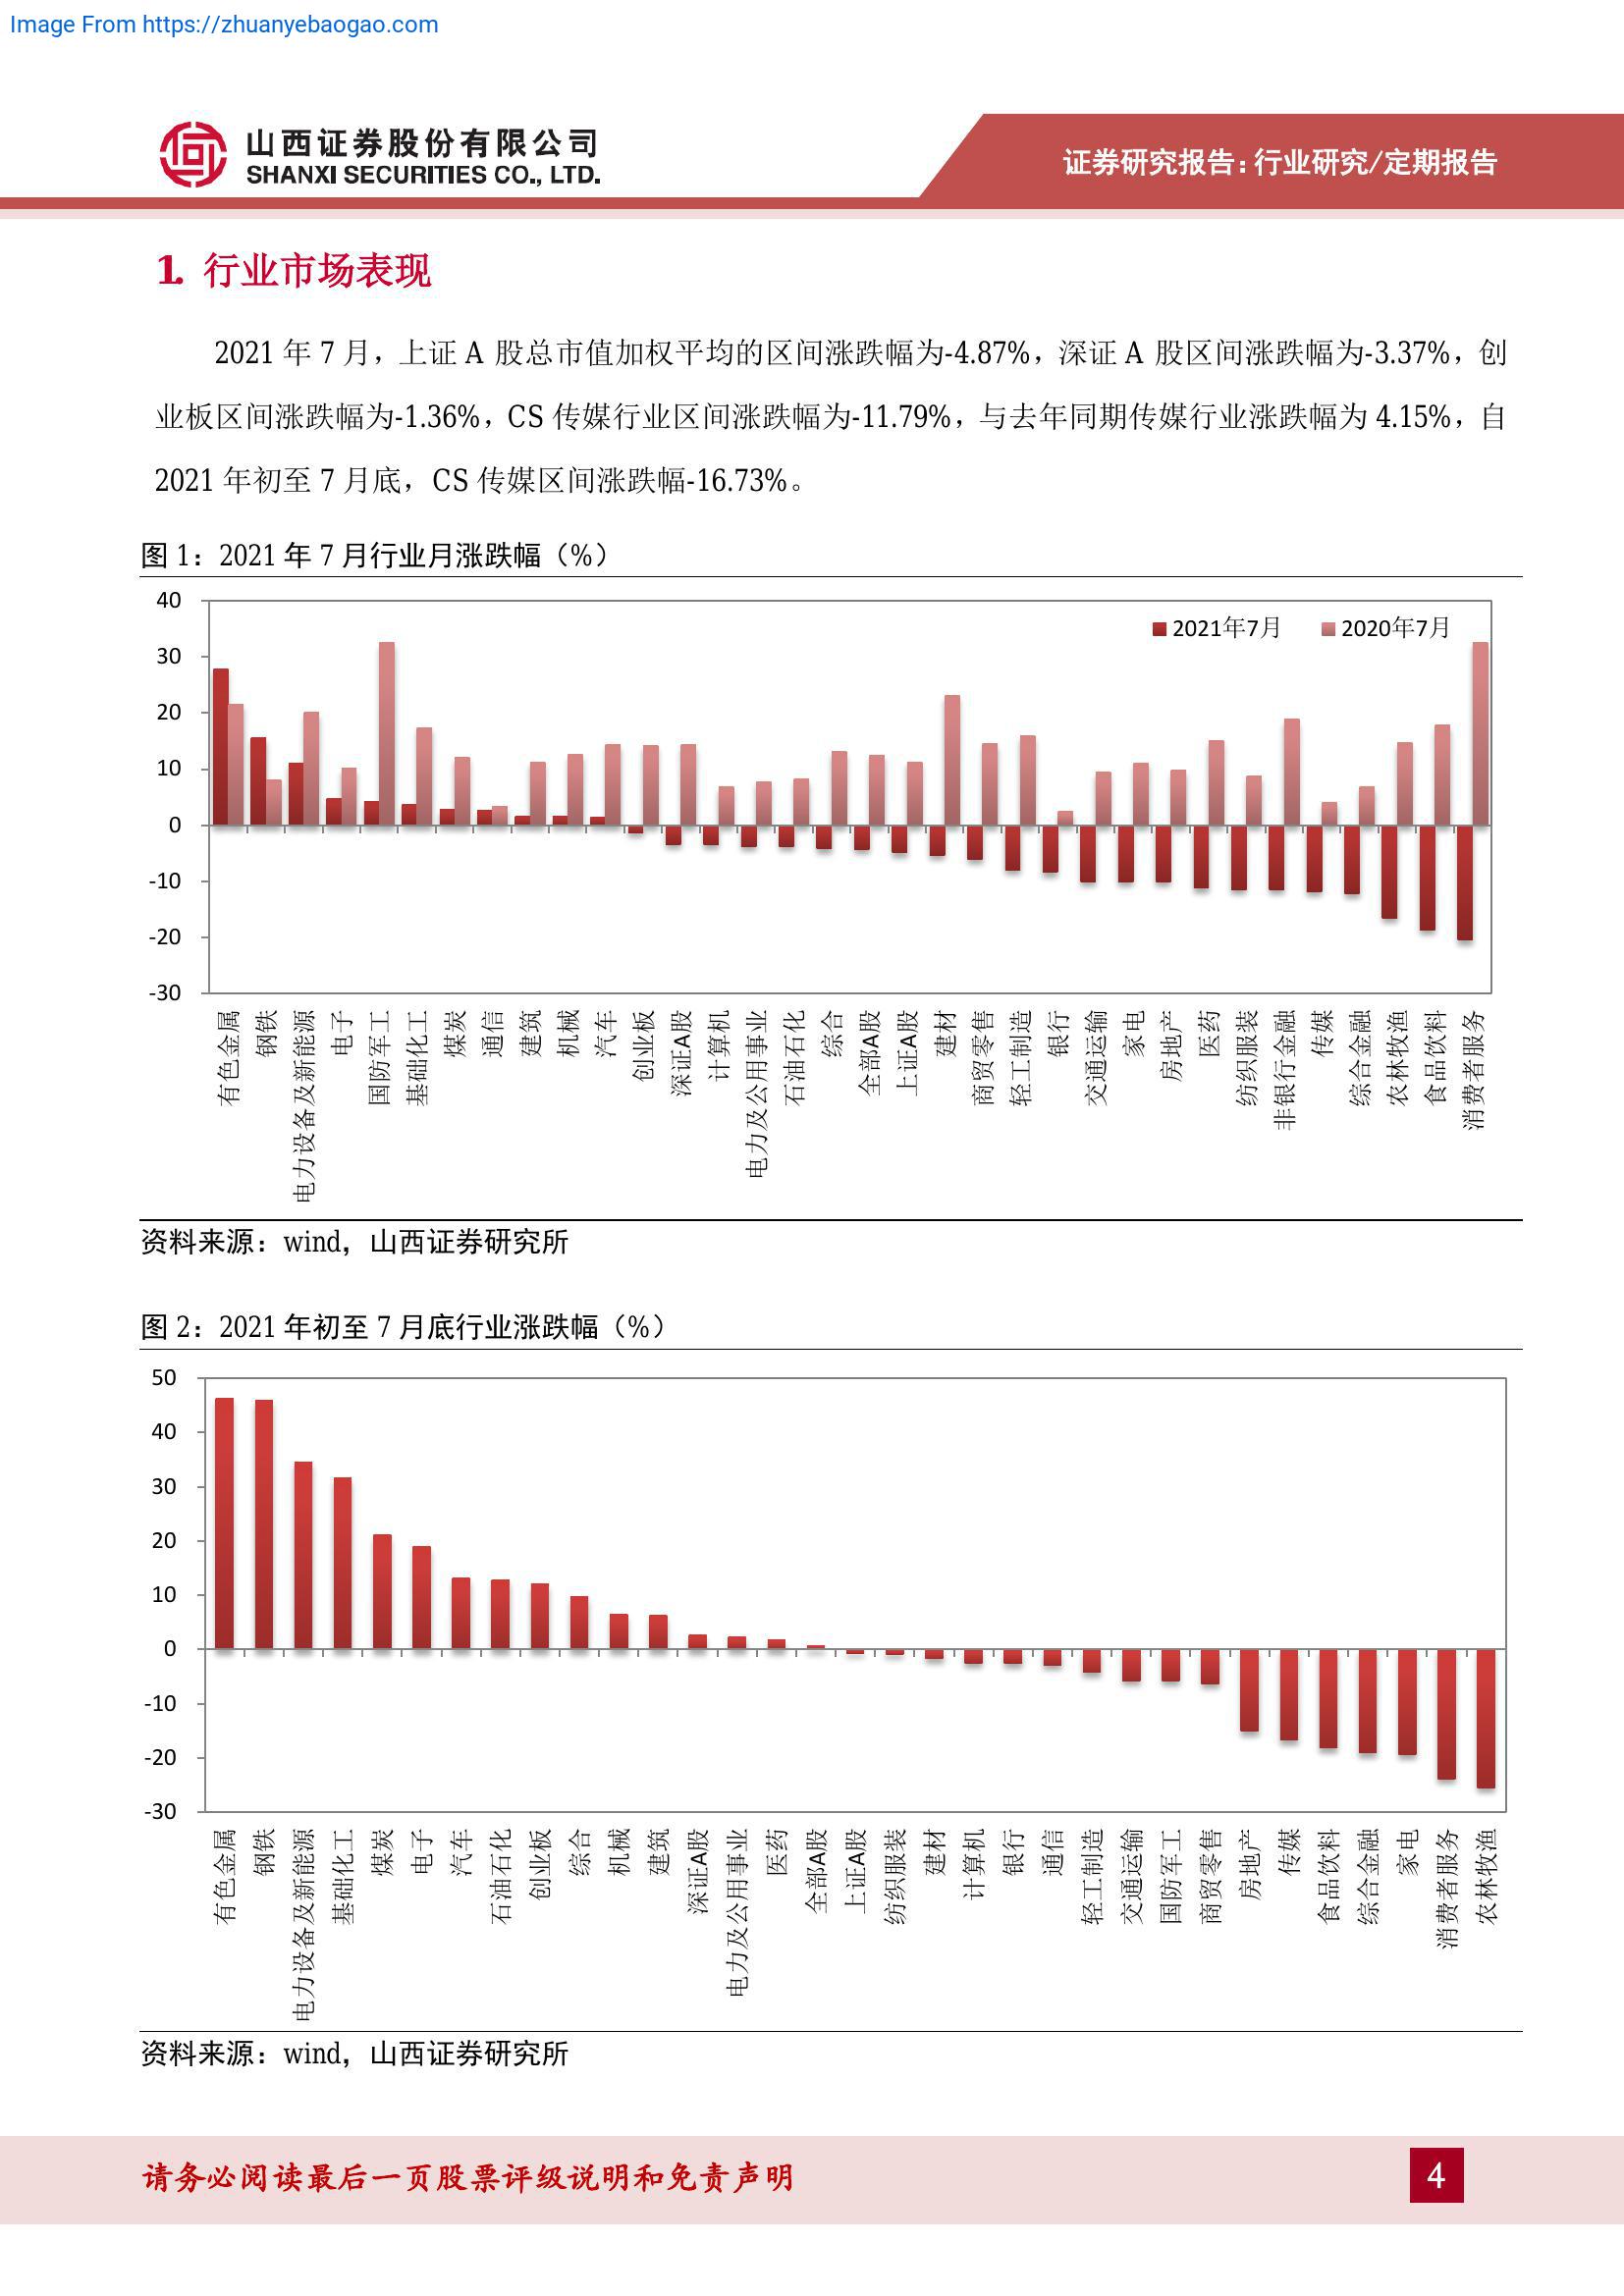 Image From https://zhuanyebaogao.com
山西证券股份有限公司
SHANXI SECURITIES CO., LTD.
证券研究报告：行业研究/定期报告
1. 行业市场表现
2021 年 7 月，上证 A 股总市值加权平均的区间涨跌幅为-4.87%，深证 A 股区间涨跌幅为-3.37%，创
业板区间涨跌幅为-1.36%，CS 传媒行业区间涨跌幅为-11.79%，与去年同期传媒行业涨跌幅为 4.15%，自
2021 年初至 7 月底，CS 传媒区间涨跌幅-16.73%。
图 1：2021 年 7 月行业月涨跌幅（%）
40
30
20
10
0
-10
-20
-30
2021年7月
2020年7月
有色金属
钢铁
电力设备及新能源
电子
国防军工
基础化工
煤炭
通信
建筑
机械
汽车
创业板
深证A股
计算机
电力及公用事业
石油石化
综合
全部A股
上证A股
建材
商贸零售
轻工制造
银行
交通运输
家电
房地产
医药
纺织服装
非银行金融
传媒
综合金融
农林牧渔
食品饮料
消费者服务
资料来源：wind，山西证券研究所
图 2：2021 年初至 7 月底行业涨跌幅（%）
50
40
30
20
10
0
-10
-20
-30
有色金属
钢铁
电力设备及新能源
基础化工
煤炭
电子
汽车
石油石化
创业板
综合
机械
建筑
深证A股
电力及公用事业
医药
全部A股
上证A股
纺织服装
建材
计算机
银行
通信
轻工制造
交通运输
国防军工
商贸零售
房地产
传媒
食品饮料
综合金融
家电
消费者服务
农林牧渔
资料来源：wind，山西证券研究所
请务必阅读最后一页股票评级说明和免责声明
4